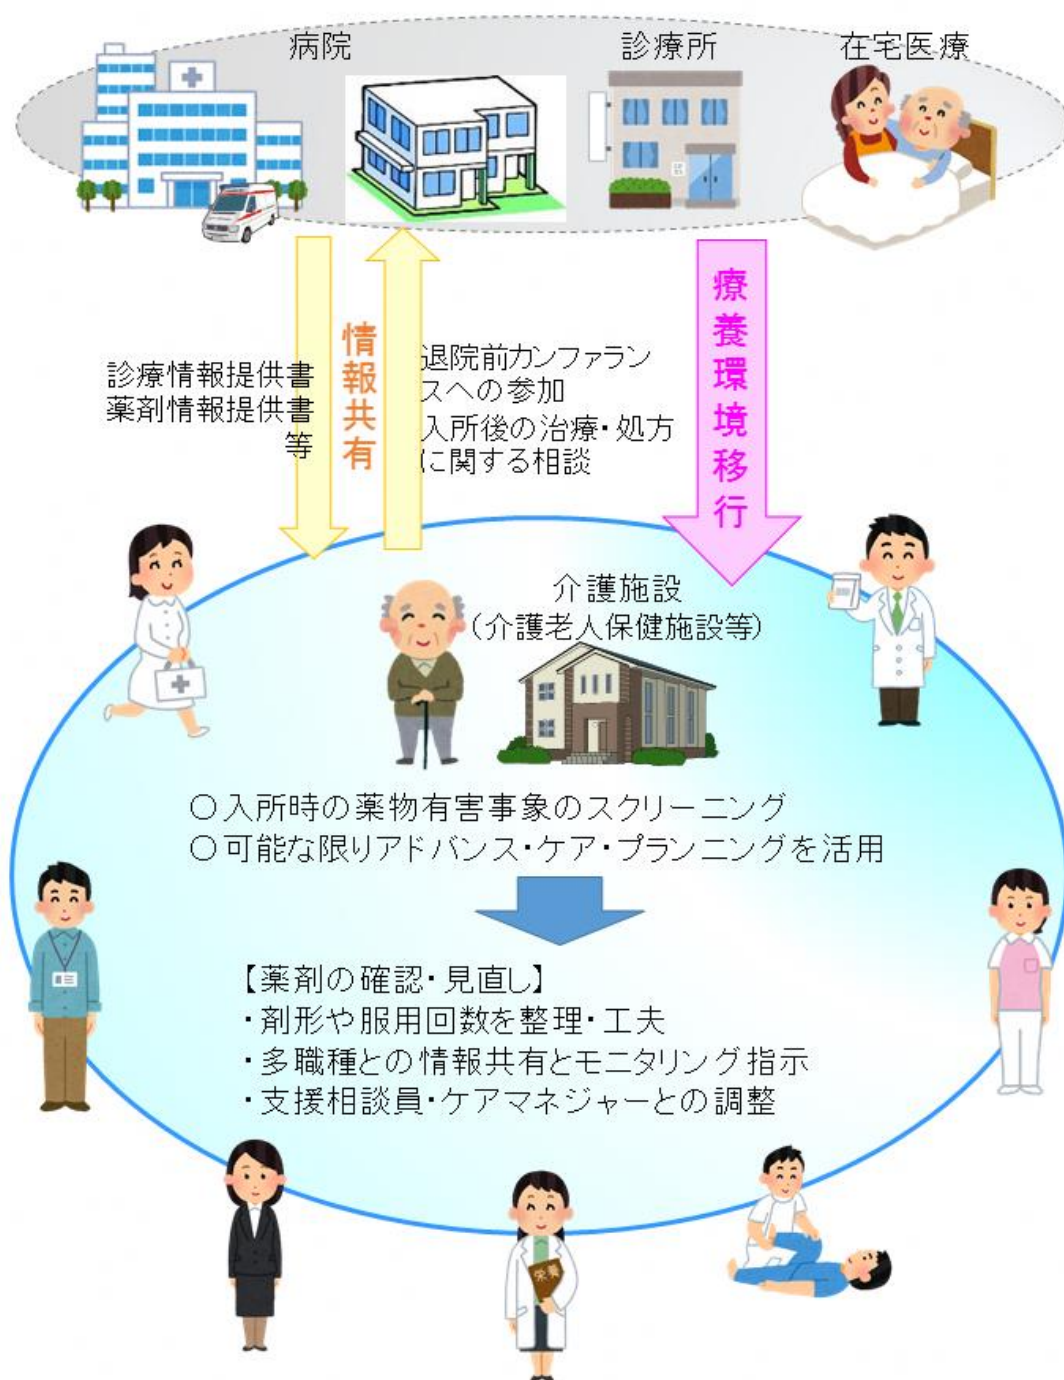 病院
診療所
在宅医療
診療情報提供書
薬剤情報提供書
等
情報共有
退院前カンファラン
スへの参加
入所後の治療・処方
に関する相談
療養環境移行
介護施設
（介護老人保健施設等）
○入所時の薬物有害事象のスクリーニング
○可能な限りアドバンス・ケア・プランニングを活用
【薬剤の確認・見直し】
・剤形や服用回数を整理・工夫
・多職種との情報共有とモニタリング指示
・支援相談員・ケアマネジャーとの調整
栄養